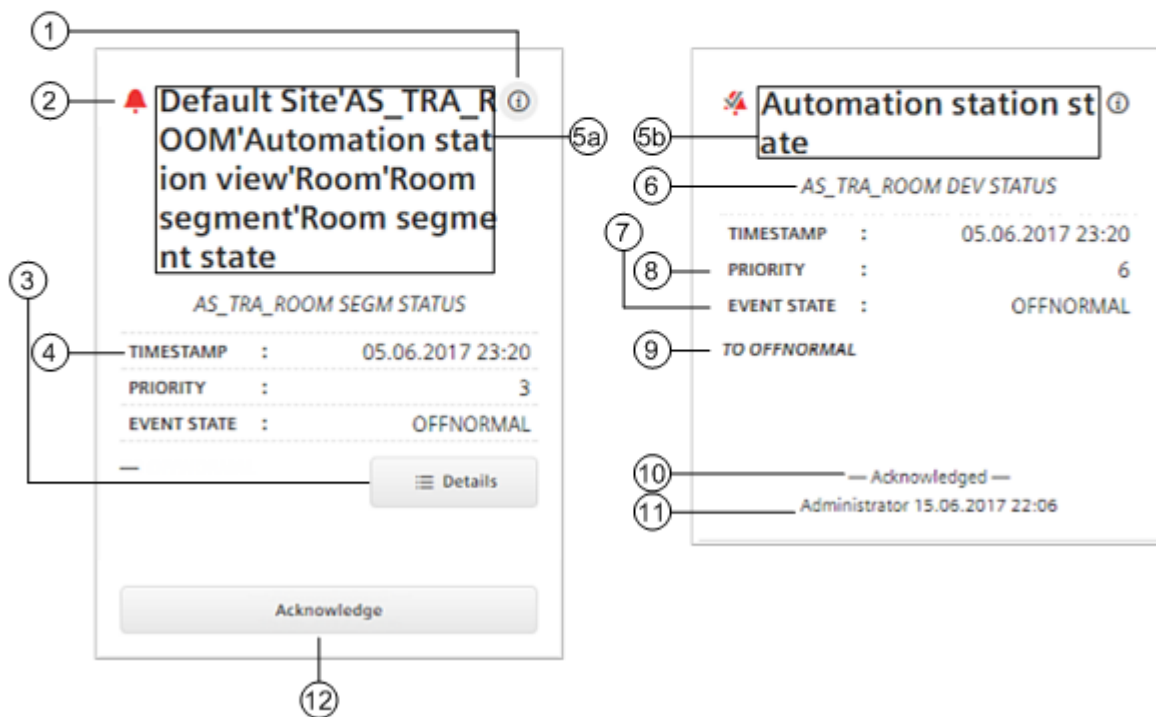 1
2
Default Site'AS_TRA_R
OOM'Automation stat
ion view'Room'Room
segment'Room segme
nt state
5a
AS_TRA_ROOM SEGM STATUS
3
4
TIMESTAMP : 05.06.2017 23:20
PRIORITY : 3
EVENT STATE : OFFNORMAL
—
Details
Acknowledge
12
5b
Automation station st
ate
6
AS_TRA_ROOM DEV STATUS
7
TIMESTAMP : 05.06.2017 23:20
8
PRIORITY : 6
EVENT STATE : OFFNORMAL
9
TO OFFNORMAL
10
— Acknowledged —
11
Administrator 15.06.2017 22:06